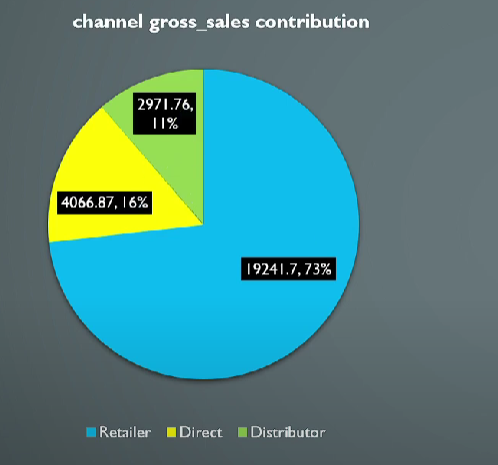 channel gross_sales contribution
2971.76,
11%
4066.87, 16%
19241.7, 73%
Retailer Direct Distributor